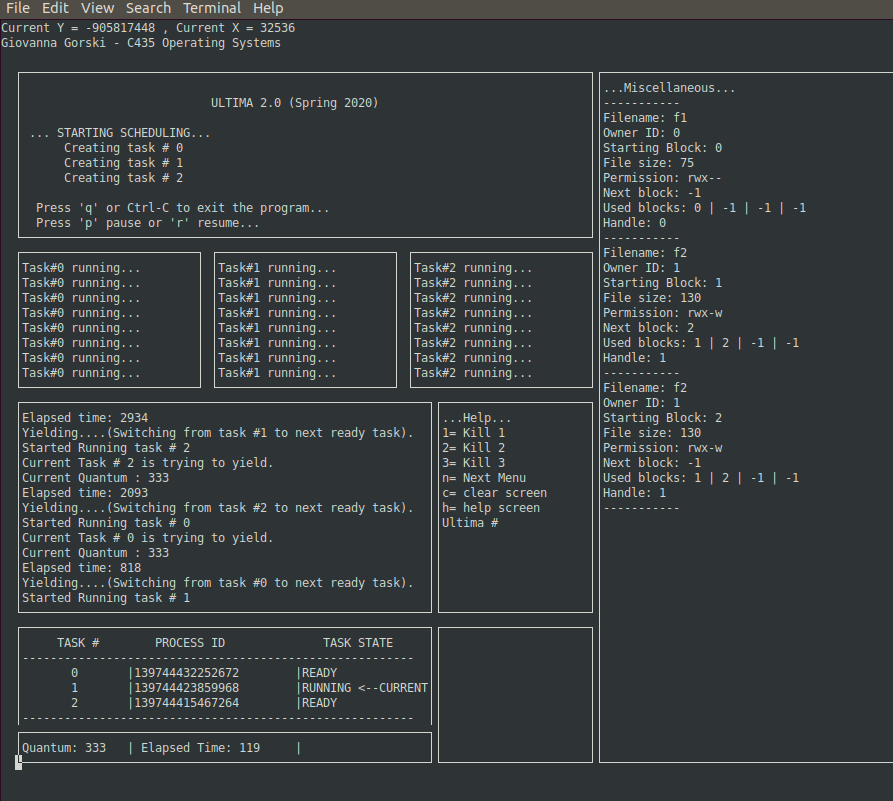 File Edit View Search Terminal Help
Current Y = -905817448 , Current X = 32536
Giovanna Gorski - C435 Operating Systems
ULTIMA 2.0 (Spring 2020)
... STARTING SCHEDULING...
Creating task # 0
Creating task # 1
Creating task # 2
Press 'q' or Ctrl-C to exit the program...
Press 'p' pause or 'r' resume...
Task#0 running...
Task#0 running...
Task#0 running...
Task#0 running...
Task#0 running...
Task#0 running...
Task#0 running...
Task#0 running...
Task#1 running...
Task#1 running...
Task#1 running...
Task#1 running...
Task#1 running...
Task#1 running...
Task#1 running...
Task#1 running...
Task#2 running...
Task#2 running...
Task#2 running...
Task#2 running...
Task#2 running...
Task#2 running...
Task#2 running...
Task#2 running...
Elapsed time: 2934
Yielding....(Switching from task #1 to next ready task).
Started Running task # 2
Current Task # 2 is trying to yield.
Current Quantum : 333
Elapsed time: 2093
Yielding....(Switching from task #2 to next ready task).
Started Running task # 0
Current Task # 0 is trying to yield.
Current Quantum : 333
Elapsed time: 818
Yielding....(Switching from task #0 to next ready task).
Started Running task # 1
...Help...
1= Kill 1
2= Kill 2
3= Kill 3
n= Next Menu
c= clear screen
h= help screen
Ultima #
TASK # PROCESS ID TASK STATE
--------------------------------------------------------
0 |139744432252672 |READY
1 |139744423859968 |RUNNING <--CURRENT
2 |139744415467264 |READY
--------------------------------------------------------
Quantum: 333 | Elapsed Time: 119 |
...Miscellaneous...
-----------
Filename: f1
Owner ID: 0
Starting Block: 0
File size: 75
Permission: rwx--
Next block: -1
Used blocks: 0 | -1 | -1 | -1
Handle: 0
-----------
Filename: f2
Owner ID: 1
Starting Block: 1
File size: 130
Permission: rwx-w
Next block: 2
Used blocks: 1 | 2 | -1 | -1
Handle: 1
-----------
Filename: f2
Owner ID: 1
Starting Block: 2
File size: 130
Permission: rwx-w
Next block: -1
Used blocks: 1 | 2 | -1 | -1
Handle: 1
-----------